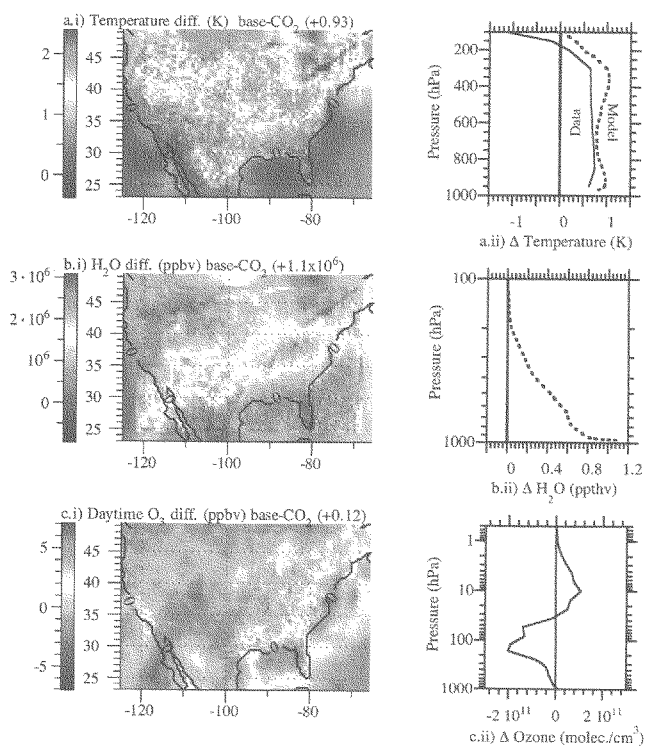 a.i) Temperature diff. (K) base-CO2 (+0.93)
2
1
0
45
40
35
30
25
-120 -100 -80
Pressure (hPa)
200
400
600
800
1000
Data
Model
-1 0 1
a.ii) Δ Temperature (K)
b.i) H2O diff. (ppbv) base-CO2 (+1.1x10^6)
3 · 10^6
2 · 10^6
10^6
0
45
40
35
30
25
-120 -100 -80
Pressure (hPa)
100
1000
0 0.4 0.8 1.2
b.ii) Δ H2O (ppthv)
c.i) Daytime O3 diff. (ppbv) base-CO2 (+0.12)
5
0
-5
45
40
35
30
25
-120 -100 -80
Pressure (hPa)
1
10
100
1000
-2 10^11 0 2 10^11
c.ii) Δ Ozone (molec./cm^3)